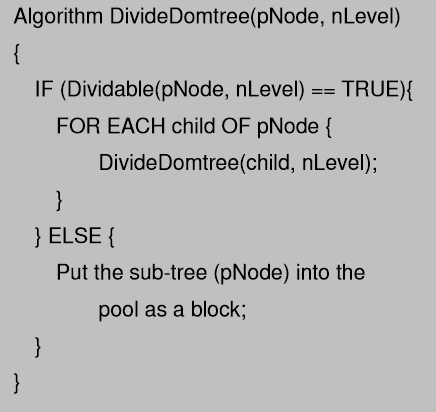 Algorithm DivideDomtree(pNode, nLevel)
{
IF (Dividable(pNode, nLevel) == TRUE){
FOR EACH child OF pNode {
DivideDomtree(child, nLevel);
}
} ELSE {
Put the sub-tree (pNode) into the
pool as a block;
}
}